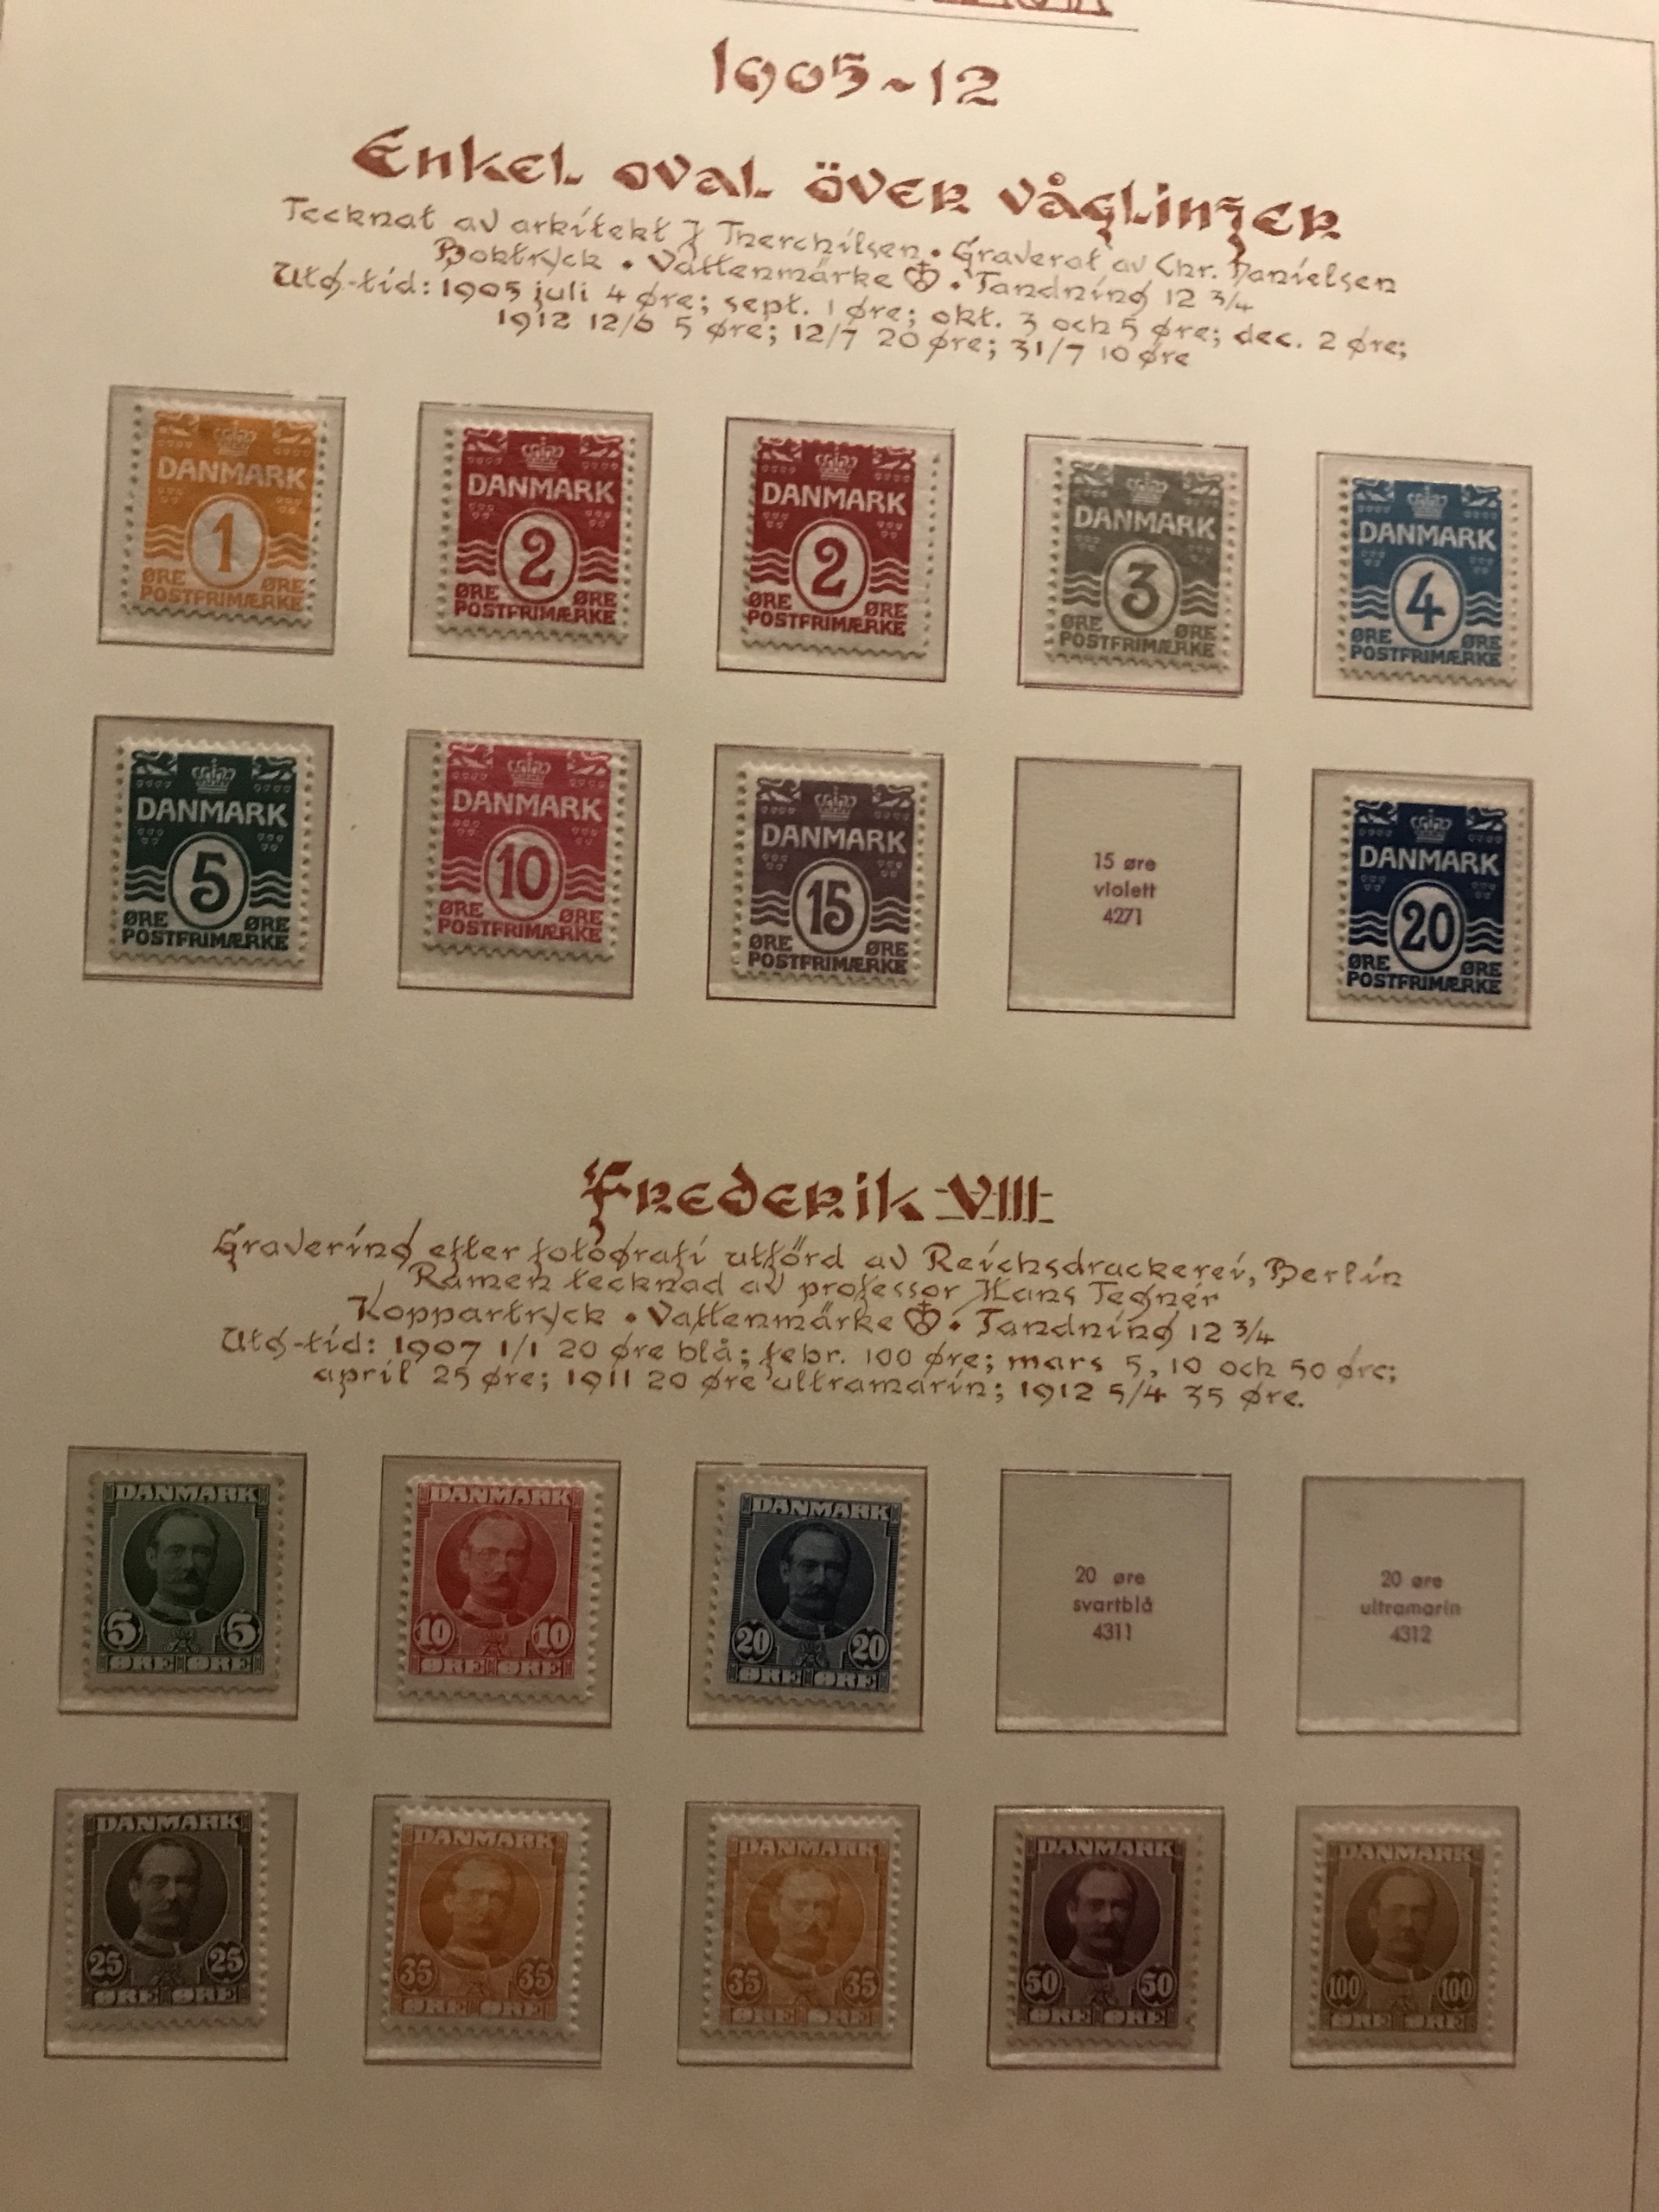 1905~12
Enkel oval över våglinjer
Tecknat av arkitekt J Therchilsen • Graverat av Chr. Danielsen
Boktryck • Vattenmärke • Tandning 12 3/4
Utg-tid: 1905 juli 4 øre; sept. 1 øre; okt. 3 och 5 øre; dec. 2 øre;
1912 12/6 5 øre; 12/7 20 øre; 31/7 10 øre
DANMARK
1
ØRE ØRE
POSTFRIMÆRKE
DANMARK
2
ØRE ØRE
POSTFRIMÆRKE
DANMARK
2
ØRE ØRE
POSTFRIMÆRKE
DANMARK
3
ØRE ØRE
POSTFRIMÆRKE
DANMARK
4
ØRE ØRE
POSTFRIMÆRKE
DANMARK
5
ØRE ØRE
POSTFRIMÆRKE
DANMARK
10
ØRE ØRE
POSTFRIMÆRKE
DANMARK
15
ØRE ØRE
POSTFRIMÆRKE
15 øre
violett
4271
DANMARK
20
ØRE ØRE
POSTFRIMÆRKE
Frederik VIII
Gravering efter fotografi utförd av Reichsdruckerei, Berlin
Ramen tecknad av professor Hans Tegner
Koppartryck • Vattenmärke • Tandning 12 3/4
Utg-tid: 1907 1/1 20 øre blå; febr. 100 øre; mars 5, 10 och 50 øre;
april 25 øre; 1911 20 øre ultramarin; 1912 5/4 35 øre.
DANMARK
5 5
ØRE ØRE
DANMARK
10 10
ØRE ØRE
DANMARK
20 20
ØRE ØRE
20 øre
svartblå
4311
20 øre
ultramarin
4312
DANMARK
25 25
ØRE ØRE
DANMARK
35 35
ØRE ØRE
DANMARK
35 35
ØRE ØRE
DANMARK
50 50
ØRE ØRE
DANMARK
100 100
ØRE ØRE